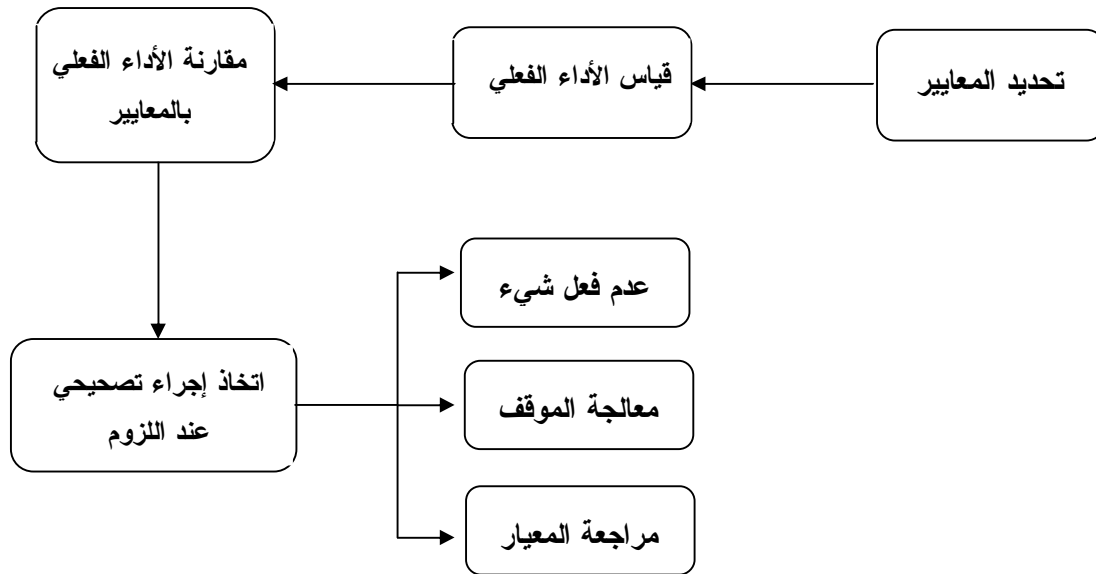 تحديد المعايير
قياس الأداء الفعلي
مقارنة الأداء الفعلي
بالمعايير
عدم فعل شيء
اتخاذ إجراء تصحيحي
عند اللزوم
معالجة الموقف
مراجعة المعيار